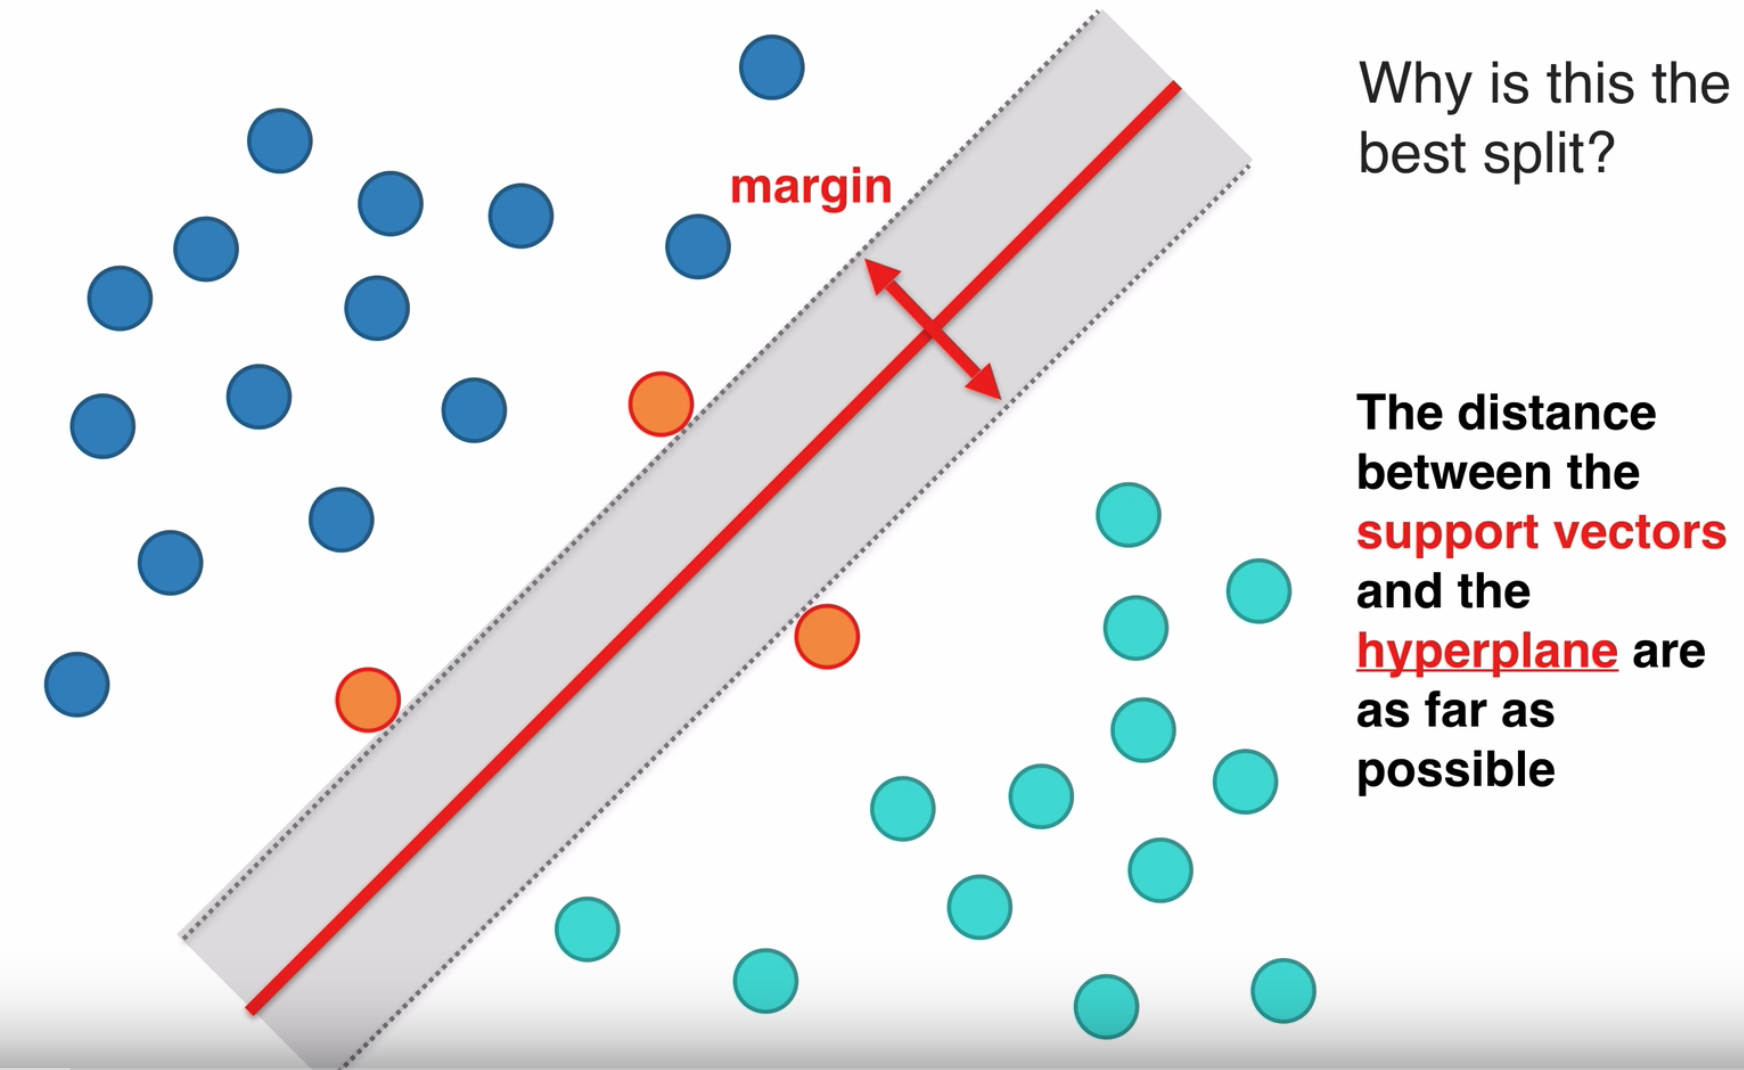 Why is this the
best split?
margin
The distance
between the
support vectors
and the
hyperplane are
as far as
possible